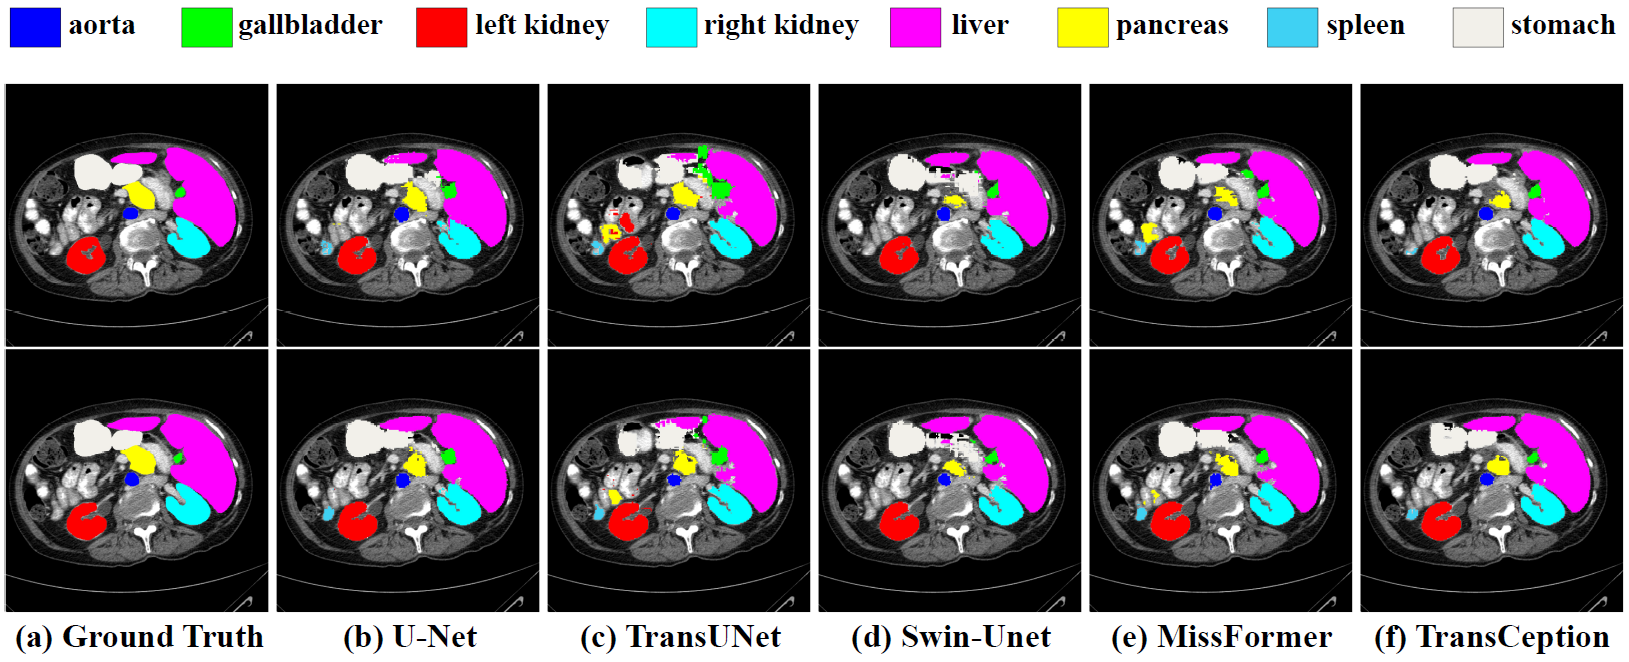 aorta gallbladder left kidney right kidney liver pancreas spleen stomach
(a) Ground Truth (b) U-Net (c) TransUNet (d) Swin-Unet (e) MissFormer (f) TransCeption